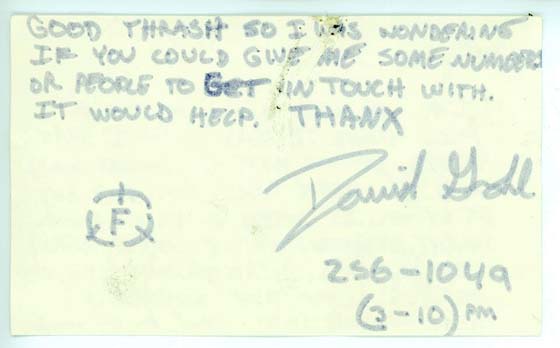 GOOD THRASH SO I WAS WONDERING
IF YOU COULD GIVE ME SOME NUMBERS
OR PEOPLE TO GET IN TOUCH WITH.
IT WOULD HELP. THANX
David Grohl
F
256-1049
(3-10) PM